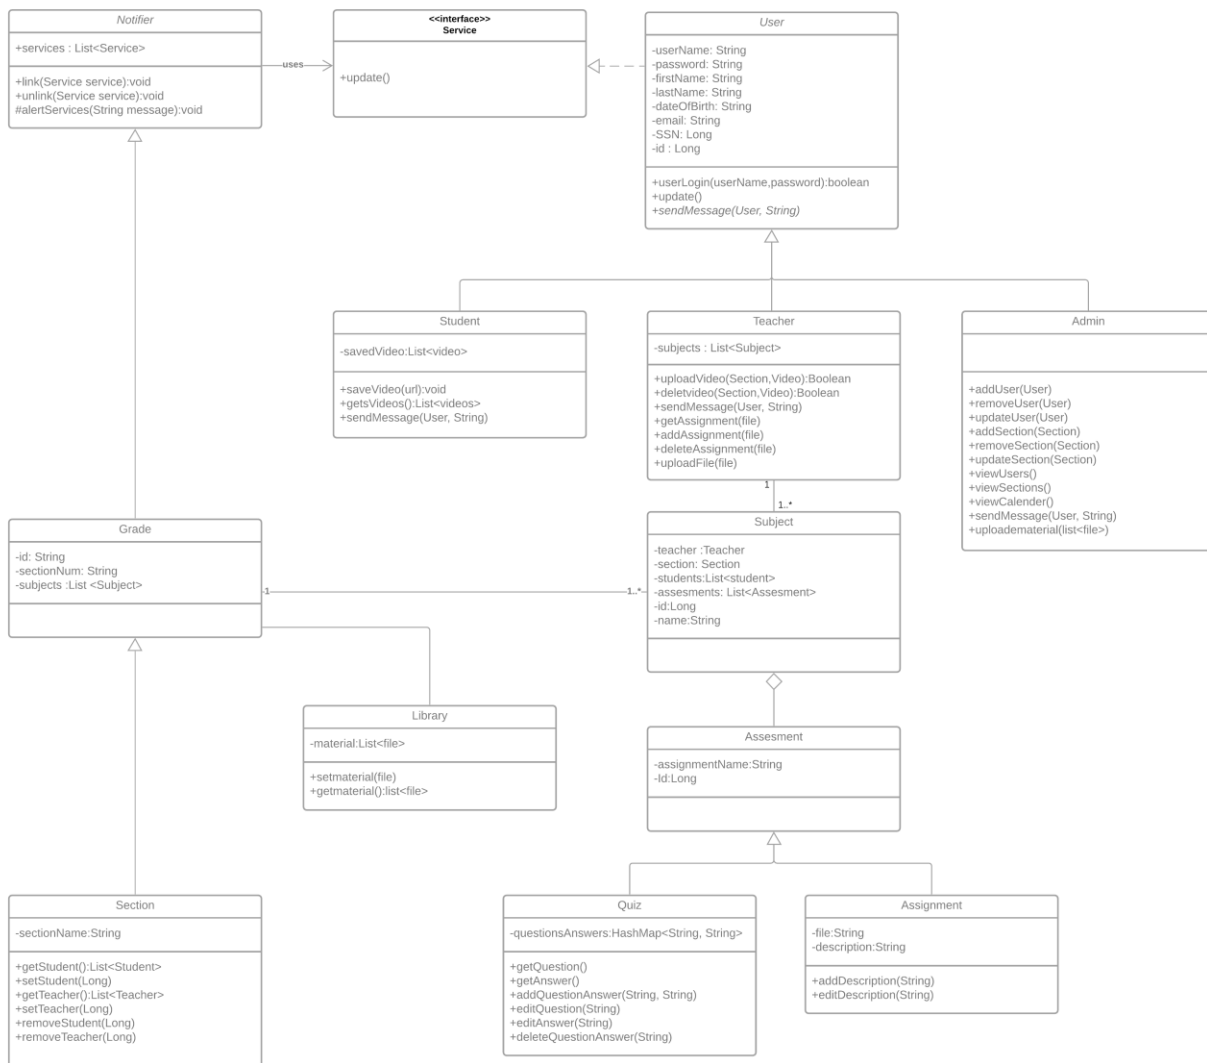 Notifier
+services : List<Service>
+link(Service service):void
+unlink(Service service):void
#alertServices(String message):void
uses
<<interface>>
Service
+update()
User
-userName: String
-password: String
-firstName: String
-lastName: String
-dateOfBirth: String
-email: String
-SSN: Long
-id : Long
+userLogin(userName,password):boolean
+update()
+sendMessage(User, String)
Student
-savedVideo:List<video>
+saveVideo(url):void
+getsVideos():List<videos>
+sendMessage(User, String)
Teacher
-subjects : List<Subject>
+uploadVideo(Section,Video):Boolean
+deletvideo(Section,Video):Boolean
+sendMessage(User, String)
+getAssignment(file)
+addAssignment(file)
+deleteAssignment(file)
+uploadFile(file)
Admin
+addUser(User)
+removeUser(User)
+updateUser(User)
+addSection(Section)
+removeSection(Section)
+updateSection(Section)
+viewUsers()
+viewSections()
+viewCalender()
+sendMessage(User, String)
+uploadematerial(list<file>)
1
1..*
Grade
-id: String
-sectionNum: String
-subjects :List <Subject>
1
1..*
Subject
-teacher :Teacher
-section: Section
-students:List<student>
-assesments: List<Assesment>
-id:Long
-name:String
Library
-material:List<file>
+setmaterial(file)
+getmaterial():list<file>
Assesment
-assignmentName:String
-Id:Long
Section
-sectionName:String
+getStudent():List<Student>
+setStudent(Long)
+getTeacher():List<Teacher>
+setTeacher(Long)
+removeStudent(Long)
+removeTeacher(Long)
Quiz
-questionsAnswers:HashMap<String, String>
+getQuestion()
+getAnswer()
+addQuestionAnswer(String, String)
+editQuestion(String)
+editAnswer(String)
+deleteQuestionAnswer(String)
Assignment
-file:String
-description:String
+addDescription(String)
+editDescription(String)